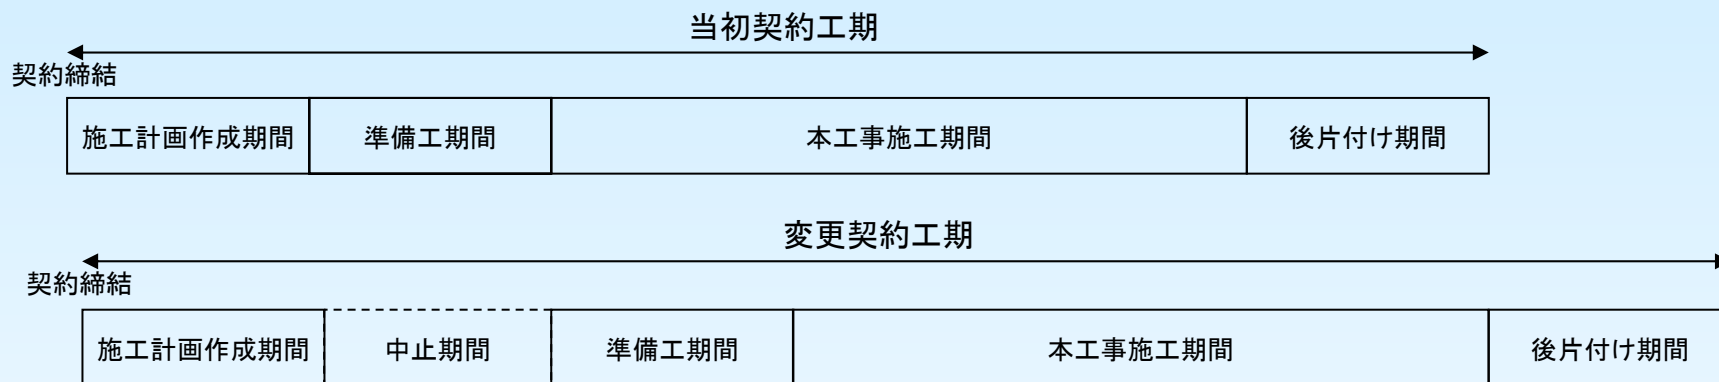 当初契約工期
契約締結
施工計画作成期間 準備工期間 本工事施工期間 後片付け期間
変更契約工期
契約締結
施工計画作成期間 中止期間 準備工期間 本工事施工期間 後片付け期間